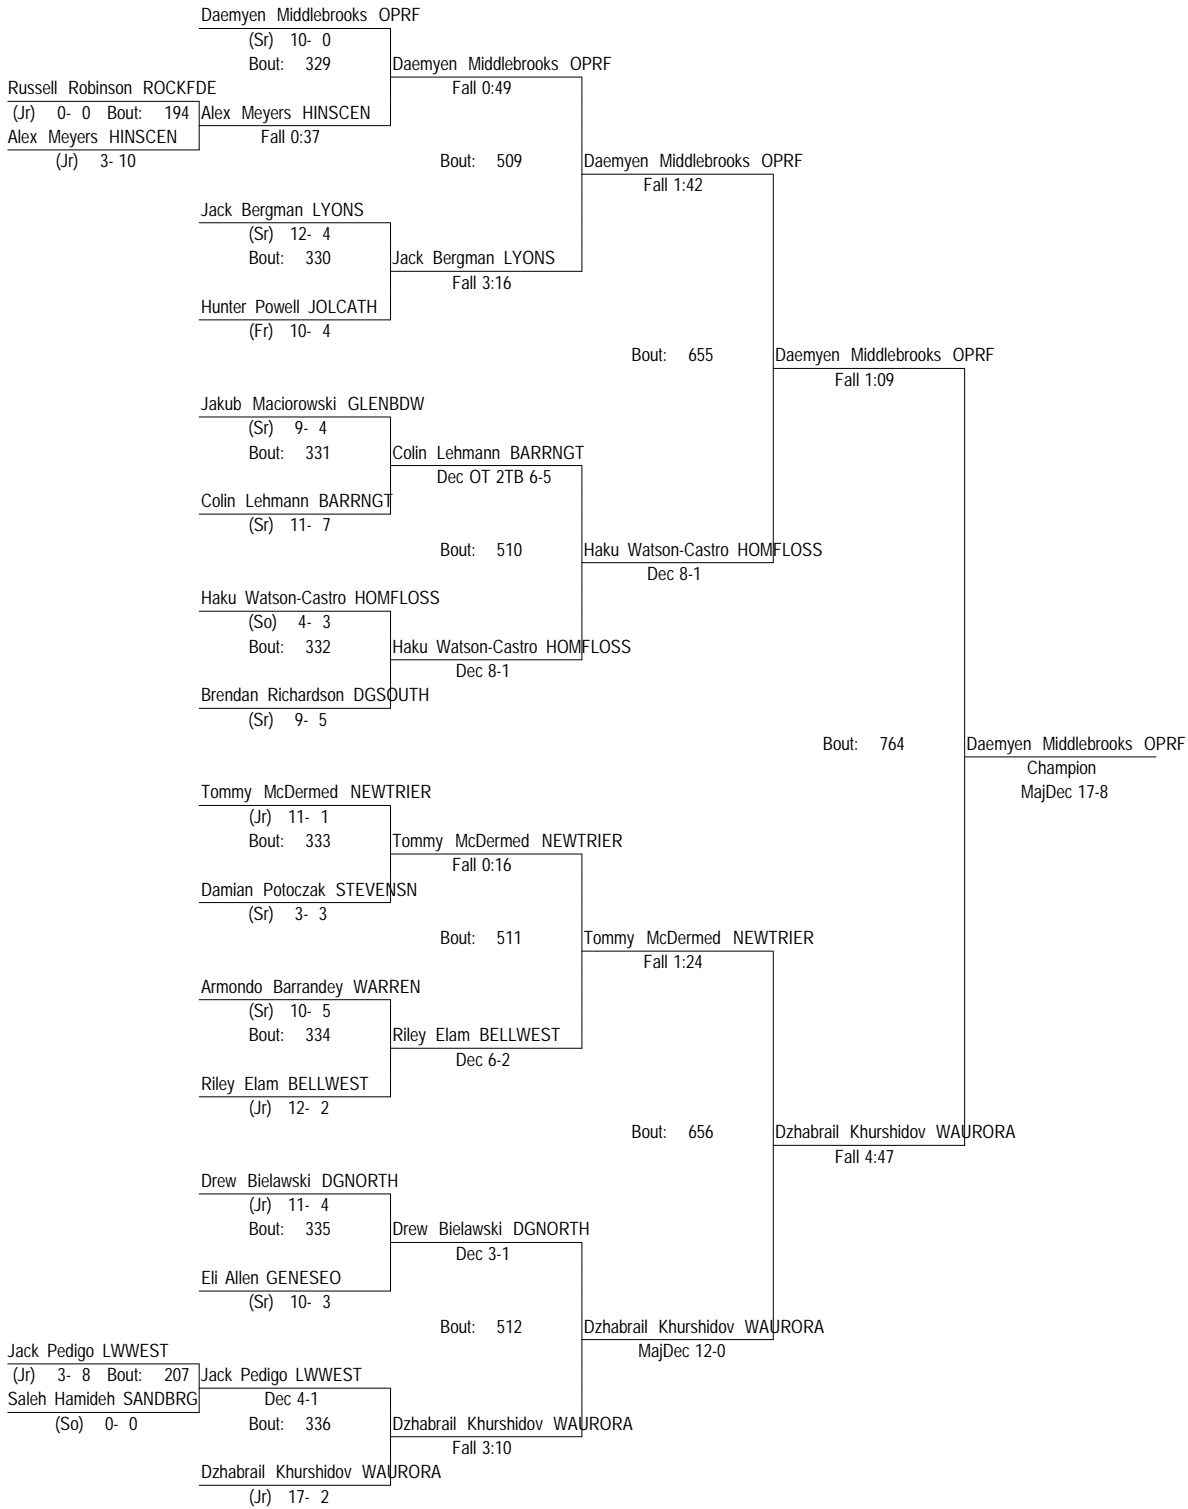 Daemyen Middlebrooks OPRF
(Sr) 10- 0
Bout: 329
Daemyen Middlebrooks OPRF
Fall 0:49
Russell Robinson ROCKFDE
(Jr) 0- 0 Bout: 194
Alex Meyers HINSCEN
Fall 0:37
Alex Meyers HINSCEN
(Jr) 3- 10
Bout: 509
Daemyen Middlebrooks OPRF
Fall 1:42
Jack Bergman LYONS
(Sr) 12- 4
Bout: 330
Jack Bergman LYONS
Fall 3:16
Hunter Powell JOLCATH
(Fr) 10- 4
Bout: 655
Daemyen Middlebrooks OPRF
Fall 1:09
Jakub Maciorowski GLENBDW
(Sr) 9- 4
Bout: 331
Colin Lehmann BARRNGT
Dec OT 2TB 6-5
Colin Lehmann BARRNGT
(Sr) 11- 7
Bout: 510
Haku Watson-Castro HOMFLOSS
Dec 8-1
Haku Watson-Castro HOMFLOSS
(So) 4- 3
Bout: 332
Haku Watson-Castro HOMFLOSS
Dec 8-1
Brendan Richardson DGSOUTH
(Sr) 9- 5
Bout: 764
Daemyen Middlebrooks OPRF
Champion
MajDec 17-8
Tommy McDermed NEWTRIER
(Jr) 11- 1
Bout: 333
Tommy McDermed NEWTRIER
Fall 0:16
Damian Potoczak STEVENSN
(Sr) 3- 3
Bout: 511
Tommy McDermed NEWTRIER
Fall 1:24
Armondo Barrandey WARREN
(Sr) 10- 5
Bout: 334
Riley Elam BELLWEST
Dec 6-2
Riley Elam BELLWEST
(Jr) 12- 2
Bout: 656
Dzhabrail Khurshidov WAURORA
Fall 4:47
Drew Bielawski DGNORTH
(Jr) 11- 4
Bout: 335
Drew Bielawski DGNORTH
Dec 3-1
Eli Allen GENESEO
(Sr) 10- 3
Bout: 512
Dzhabrail Khurshidov WAURORA
MajDec 12-0
Jack Pedigo LWWEST
(Jr) 3- 8 Bout: 207
Jack Pedigo LWWEST
Dec 4-1
Saleh Hamideh SANDBRG
(So) 0- 0
Bout: 336
Dzhabrail Khurshidov WAURORA
Fall 3:10
Dzhabrail Khurshidov WAURORA
(Jr) 17- 2